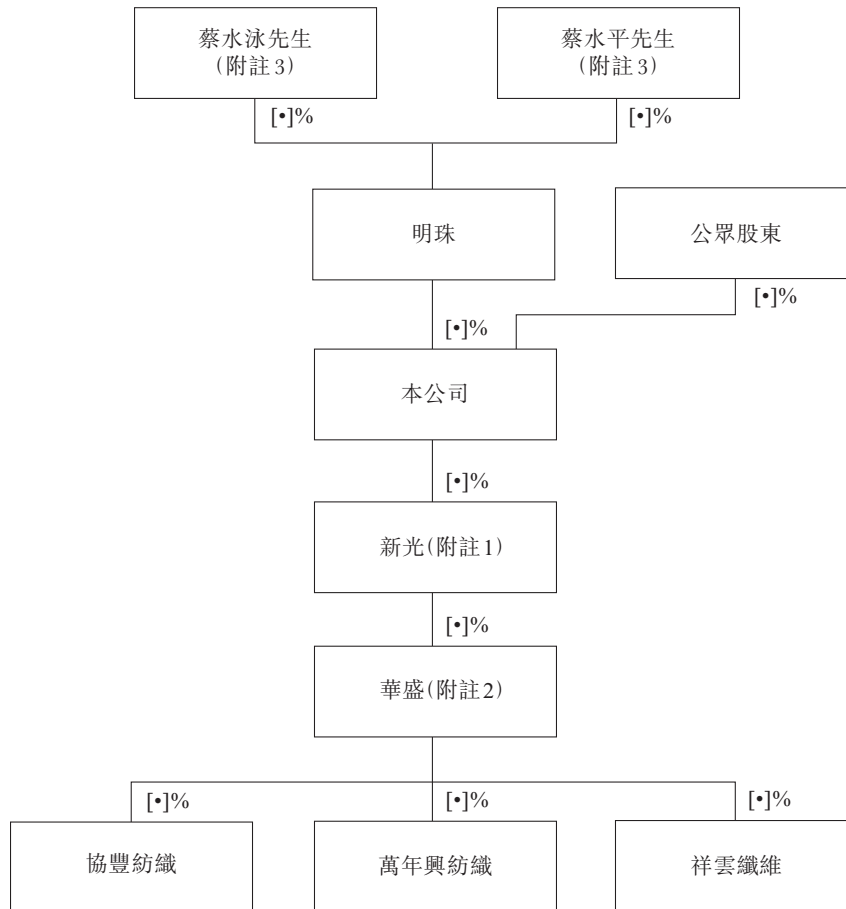 蔡水泳先生
(附註3)
蔡水平先生
(附註3)
[•]%
[•]%
明珠
公眾股東
[•]%
[•]%
本公司
[•]%
新光(附註1)
[•]%
華盛(附註2)
[•]%
[•]%
[•]%
協豐紡織
萬年興紡織
祥雲纖維